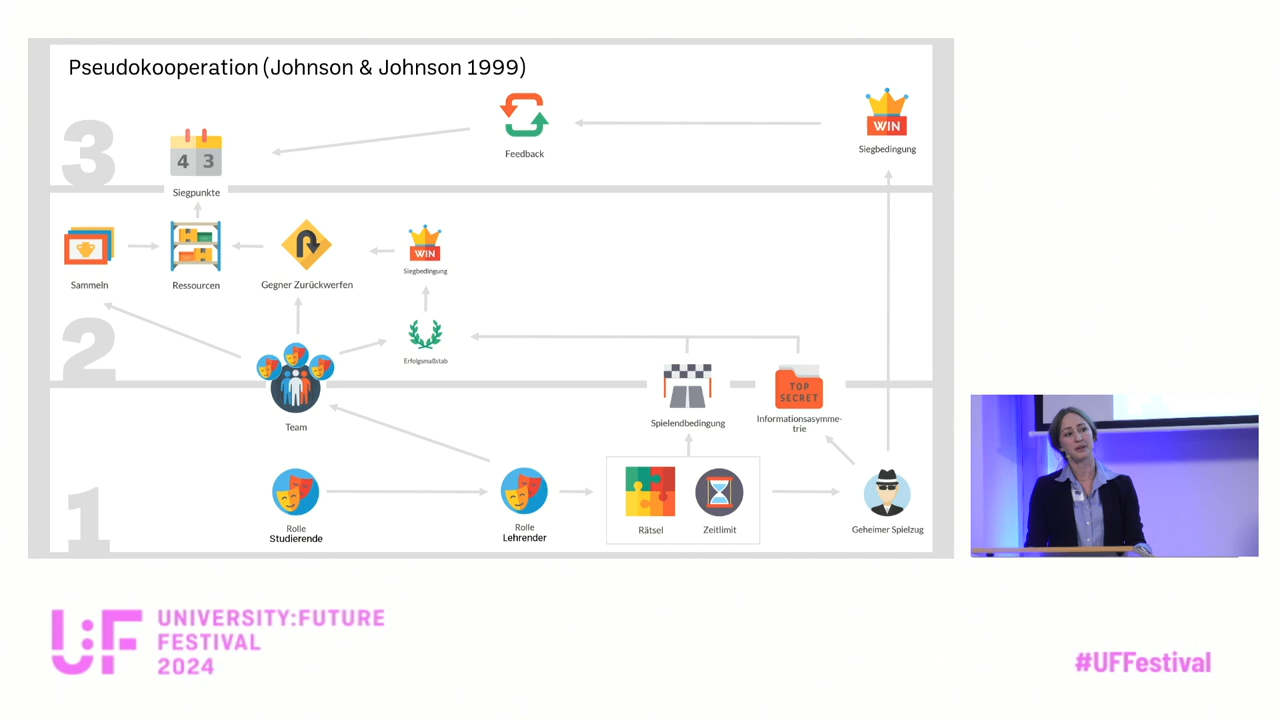 Pseudokooperation (Johnson & Johnson 1999)
3
4 3
Siegpunkte
Feedback
WIN
Siegbedingung
2
Sammeln
Ressourcen
Gegner Zurückwerfen
WIN
Siegbedingung
Erfolgsmaßstab
Team
Spielendbedingung
TOP
SECRET
Informationsasymme-
trie
1
Rolle
Studierende
Rolle
Lehrender
Rätsel
Zeitlimit
Geheimer Spielzug
U:F
UNIVERSITY:FUTURE
FESTIVAL
2024
#UFFestival